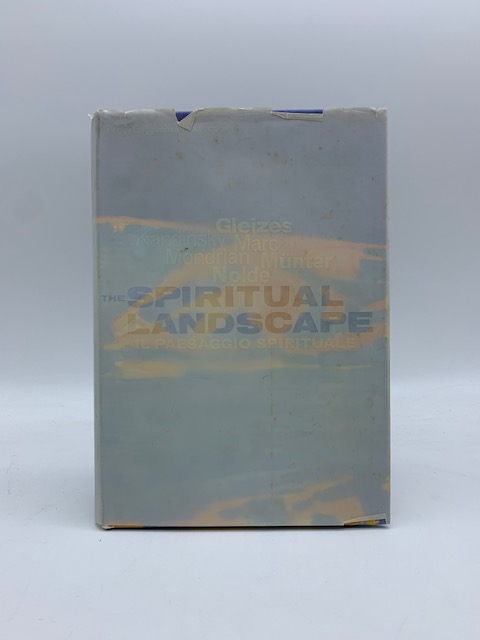 Gleizes
Kandinsky Marc
Mondrian Münter
Nolde
THE SPIRITUAL
LANDSCAPE
IL PAESAGGIO SPIRITUALE